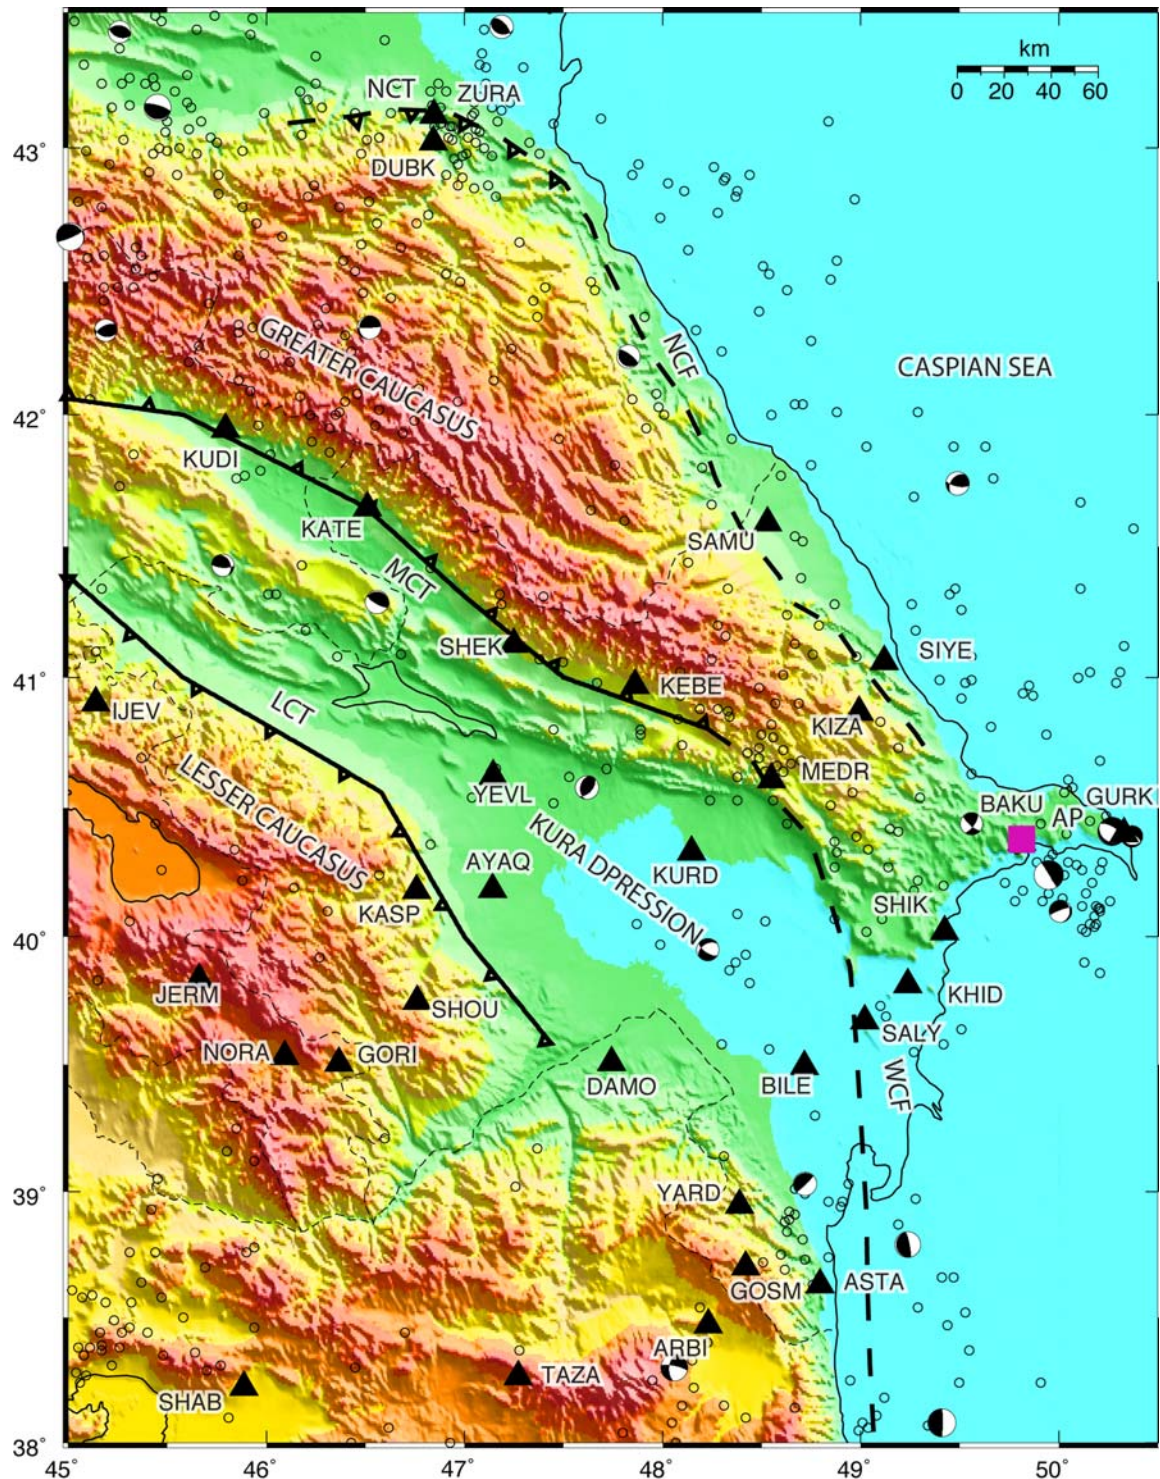 km
0 20 40 60
NCT
ZURA
43°
DUBK
GREATER CAUCASUS
NCF
CASPIAN SEA
42°
KUDI
KATE
SAMU
MCT
SHEK
SIYE
41°
KEBE
IJEV
LCT
KIZA
LESSER CAUCASUS
MEDR
YEVL
BAKU
AP
GURK
KURA DPRESSION
AYAQ
KURD
KASP
SHIK
40°
JERM
SHOU
KHID
SALY
NORA
GORI
DAMO
BILE
WCF
39°
YARD
GOSM
ASTA
ARBI
TAZA
SHAB
38°
45° 46° 47° 48° 49° 50°